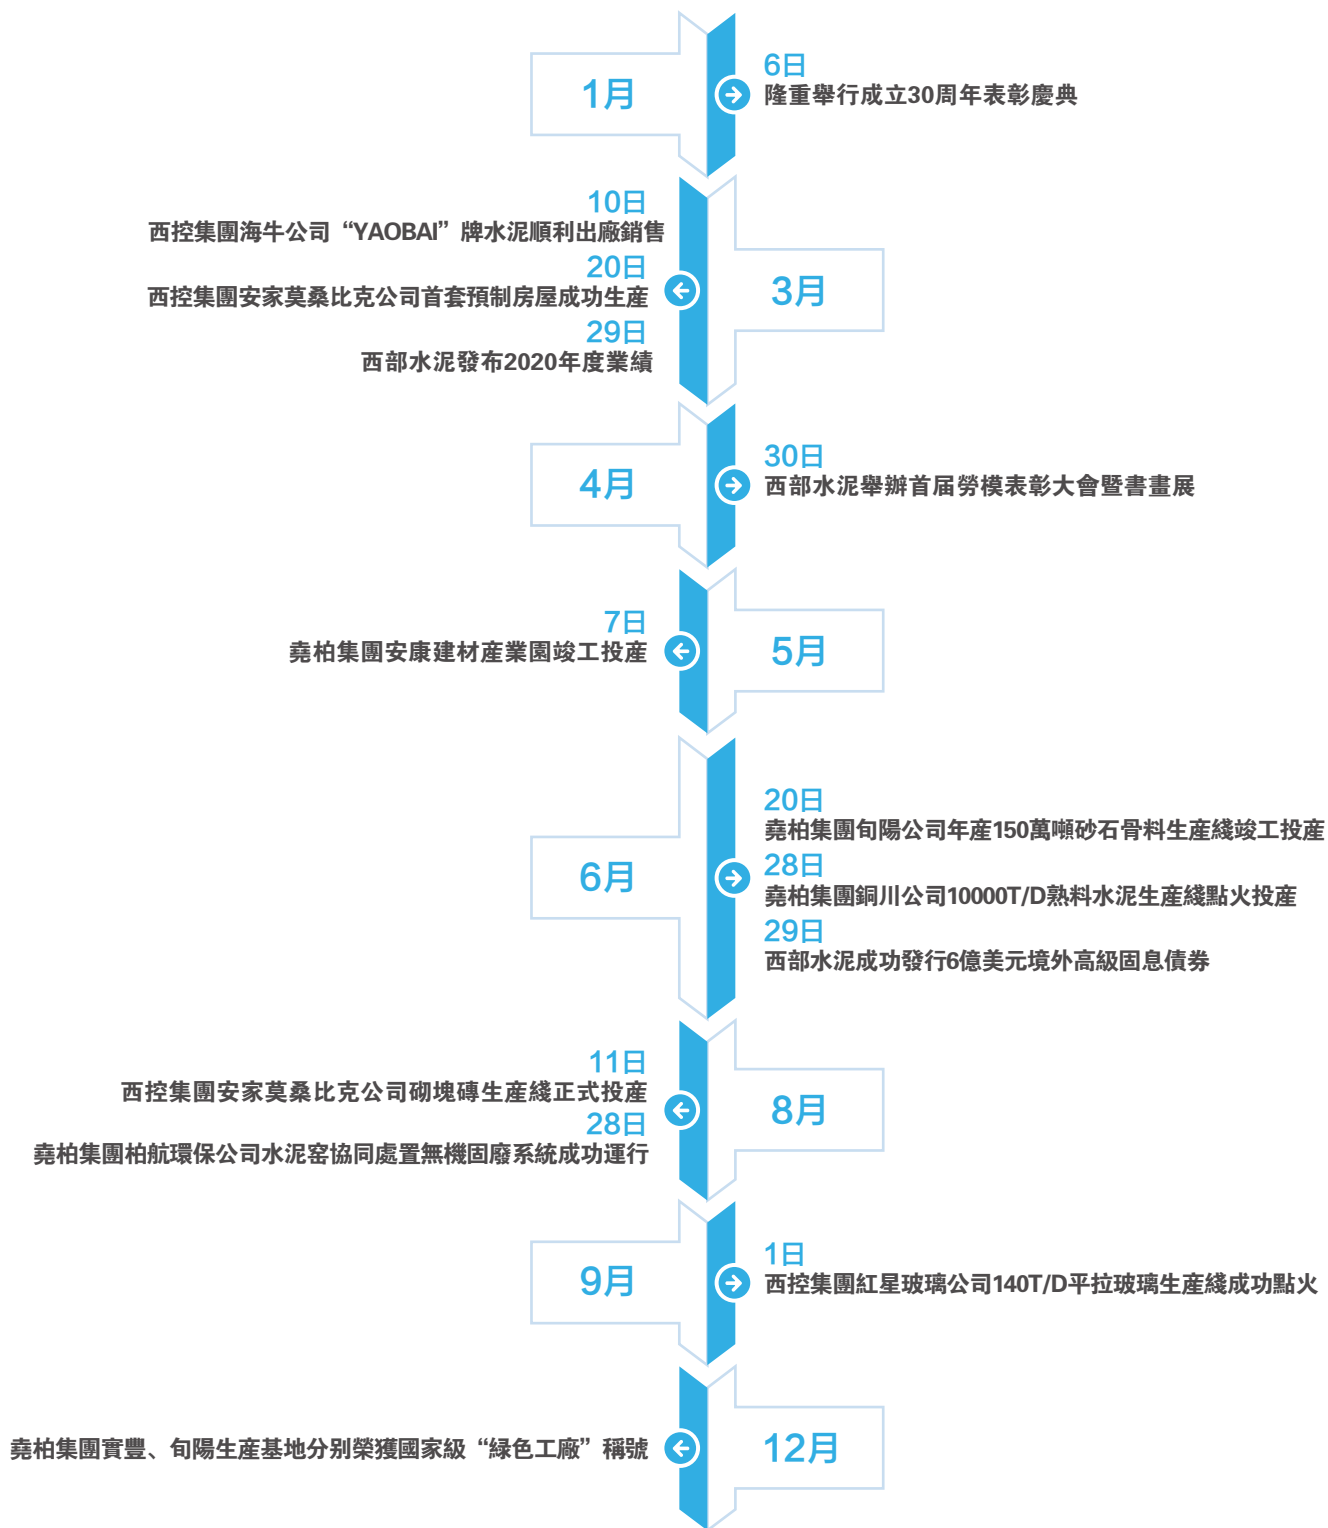 1月
6日
隆重舉行成立30周年表彰慶典
3月
10日
西控集團海牛公司“YAOBAI”牌水泥順利出廠銷售
20日
西控集團安家莫桑比克公司首套預制房屋成功生産
29日
西部水泥發布2020年度業績
4月
30日
西部水泥舉辦首届勞模表彰大會暨書畫展
5月
7日
堯柏集團安康建材産業園竣工投産
6月
20日
堯柏集團旬陽公司年産150萬噸砂石骨料生産綫竣工投産
28日
堯柏集團銅川公司10000T/D熟料水泥生産綫點火投産
29日
西部水泥成功發行6億美元境外高級固息債券
8月
11日
西控集團安家莫桑比克公司砌塊磚生産綫正式投産
28日
堯柏集團柏航環保公司水泥窑協同處置無機固廢系統成功運行
9月
1日
西控集團紅星玻璃公司140T/D平拉玻璃生産綫成功點火
12月
堯柏集團實豐、旬陽生産基地分别榮獲國家級“緑色工廠”稱號